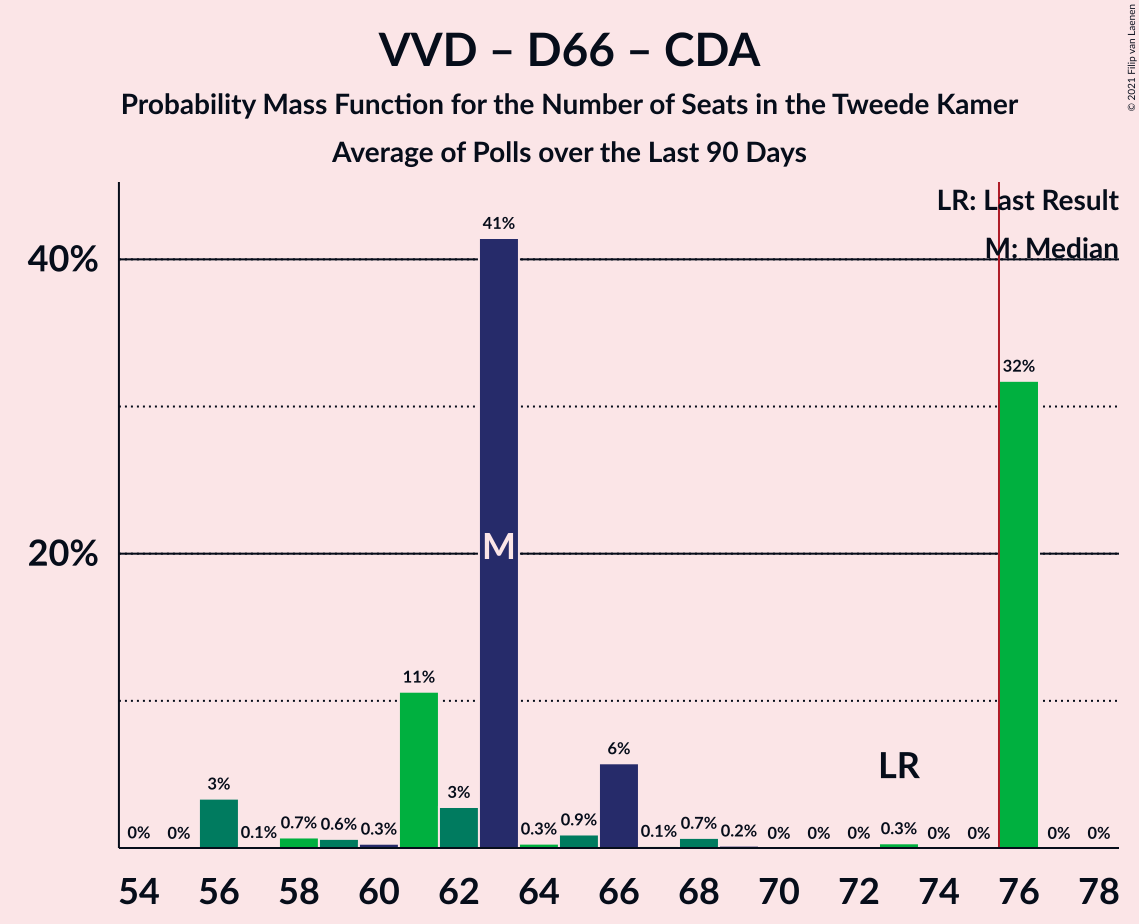 VVD – D66 – CDA
Probability Mass Function for the Number of Seats in the Tweede Kamer
Average of Polls over the Last 90 Days
© 2021 Filip van Laenen
LR: Last Result
M: Median
40%
20%
0% 0% 3% 0.1% 0.7% 0.6% 0.3% 11% 3% 41% 0.3% 0.9% 6% 0.1% 0.7% 0.2% 0% 0% 0% 0.3% 0% 0% 32% 0% 0%
M
LR
54 56 58 60 62 64 66 68 70 72 74 76 78